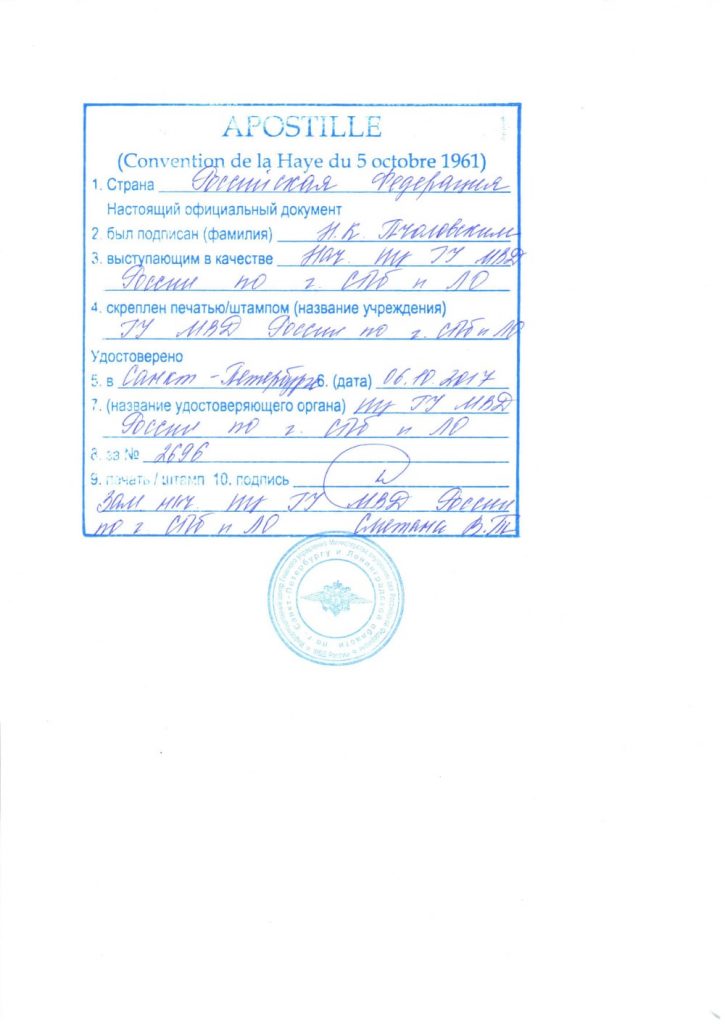 APOSTILLE
(Convention de la Haye du 5 octobre 1961)
1. Страна Российская Федерация
Настоящий официальный документ
2. был подписан (фамилия) Н.К. Пчоловским
3. выступающим в качестве Нач. ИЦ ГУ МВД
России по г. СПб и ЛО
4. скреплен печатью/штампом (название учреждения)
ГУ МВД России по г. СПб и ЛО
Удостоверено
5. в Санкт-Петербурге 6. (дата) 06.10.2017
7. (название удостоверяющего органа) ИЦ ГУ МВД
России по г. СПб и ЛО
8. за № 2696
9. печать / штамп 10. подпись
Зам. нач. ИЦ ГУ МВД России
по г. СПб и ЛО Сметана В.Т.
по г. Санкт-Петербургу и Ленинградской области